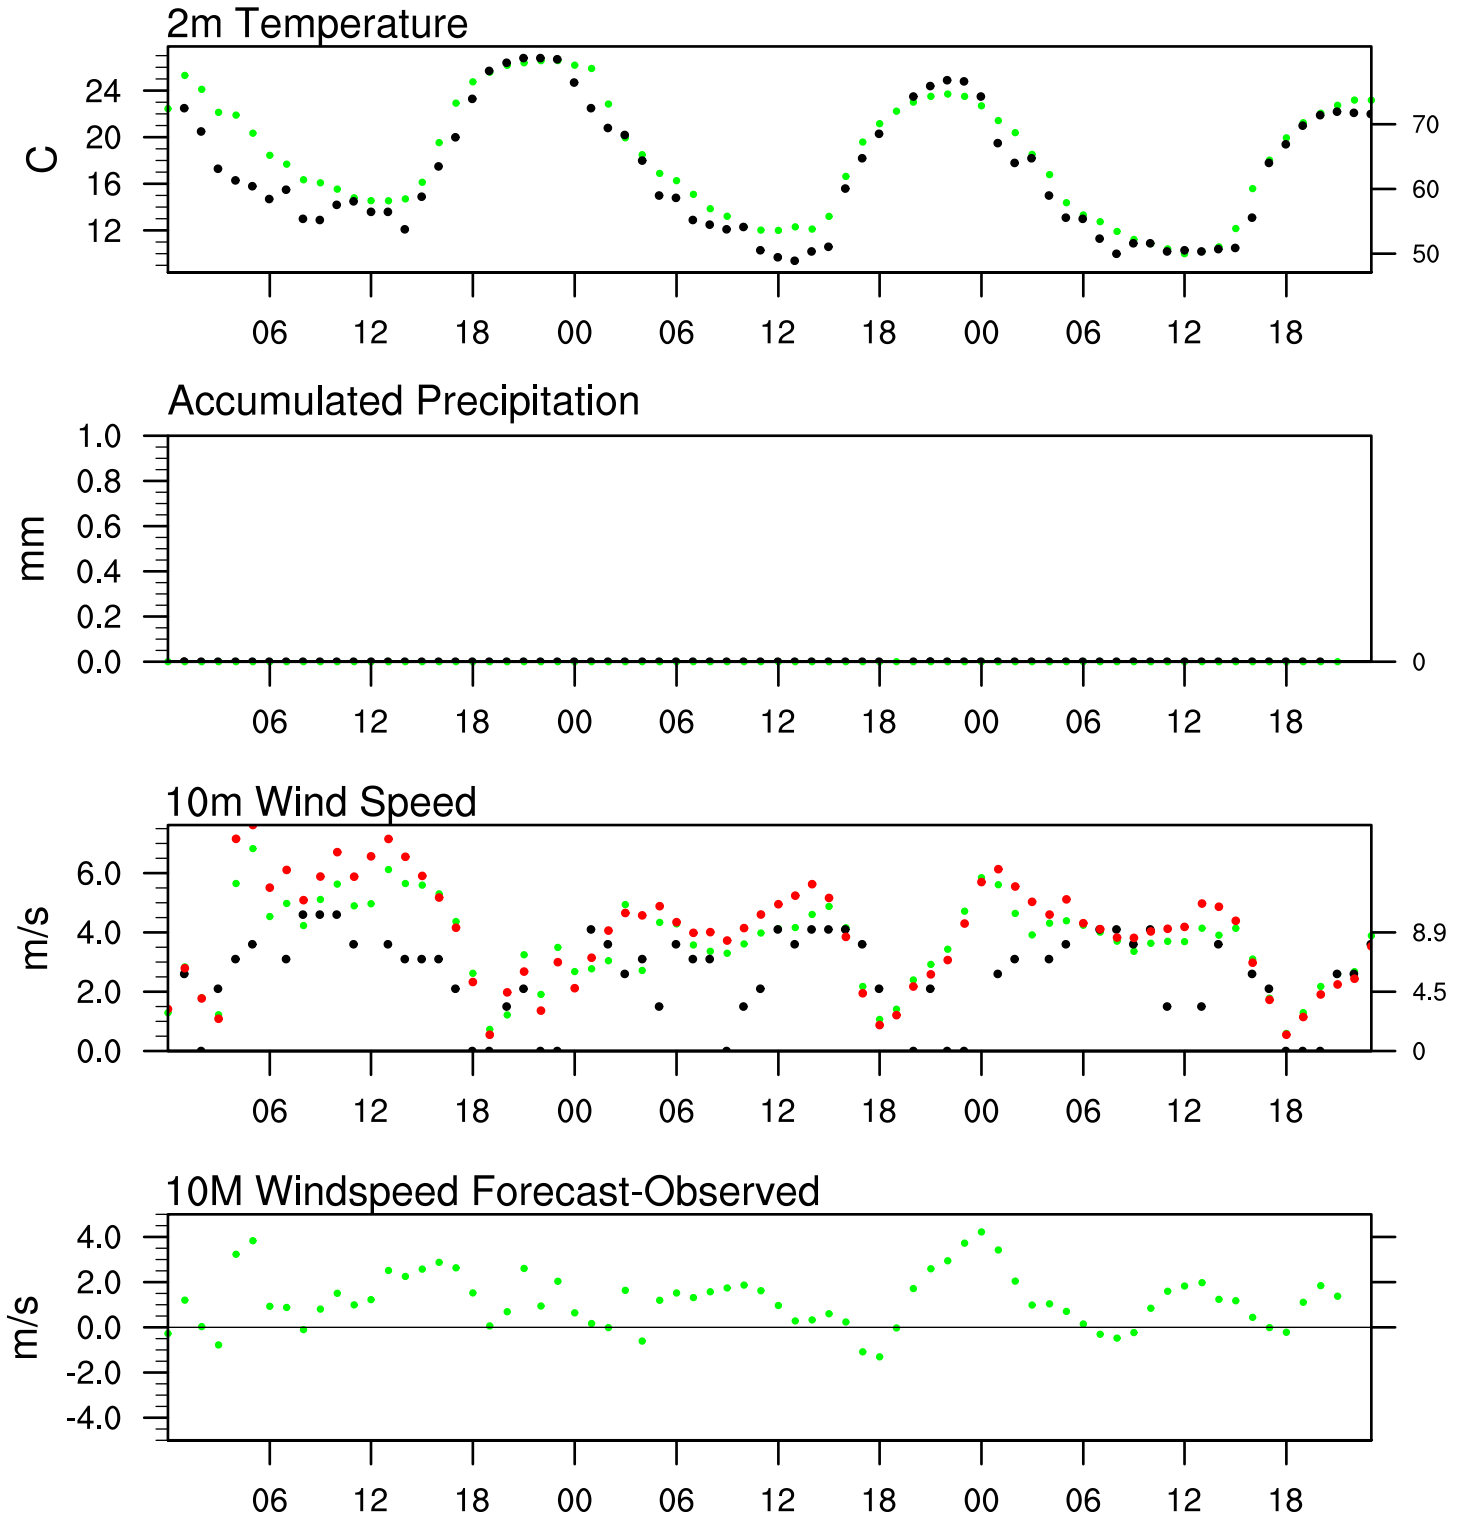 2m Temperature
24
20
16
12
C
70
60
50
06 12 18 00 06 12 18 00 06 12 18
Accumulated Precipitation
1.0
0.8
0.6
0.4
0.2
0.0
mm
0
06 12 18 00 06 12 18 00 06 12 18
10m Wind Speed
6.0
4.0
2.0
0.0
m/s
8.9
4.5
0
06 12 18 00 06 12 18 00 06 12 18
10M Windspeed Forecast-Observed
4.0
2.0
0.0
-2.0
-4.0
m/s
06 12 18 00 06 12 18 00 06 12 18